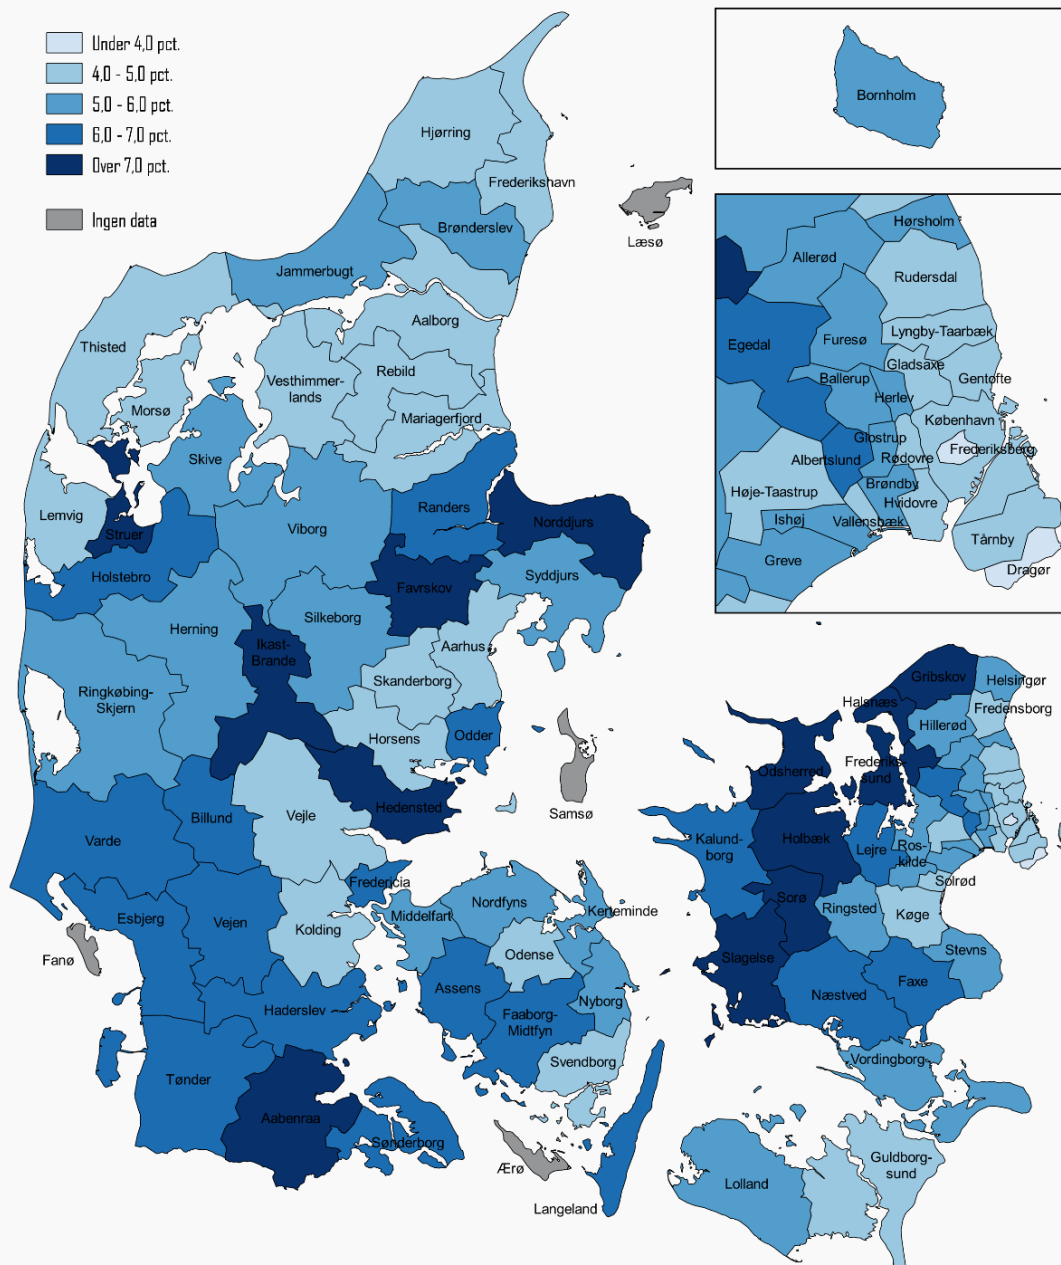 Under 4,0 pct.
4,0 - 5,0 pct.
5,0 - 6,0 pct.
6,0 - 7,0 pct.
Over 7,0 pct.
Ingen data
Hjørring
Frederikshavn
Brønderslev
Jammerbugt
Læsø
Thisted
Aalborg
Vesthimmer-
lands
Rebild
Morsø
Mariagerfjord
Skive
Lemvig
Struer
Viborg
Randers
Norddjurs
Holstebro
Favrskov
Syddjurs
Herning
Ikast-
Brande
Silkeborg
Aarhus
Ringkøbing-
Skjern
Skanderborg
Horsens
Odder
Samsø
Hedensted
Varde
Billund
Vejle
Fredericia
Esbjerg
Vejen
Kolding
Fanø
Middelfart
Nordfyns
Kerteminde
Odense
Assens
Nyborg
Faaborg-
Midtfyn
Haderslev
Svendborg
Tønder
Aabenraa
Sønderborg
Ærø
Langeland
Bornholm
Hørsholm
Allerød
Rudersdal
Egedal
Furesø
Lyngby-Taarbæk
Gladsaxe
Ballerup
Gentofte
Herlev
København
Glostrup
Frederiksberg
Albertslund
Rødovre
Høje-Taastrup
Brøndby
Hvidovre
Ishøj
Vallensbæk
Tårnby
Greve
Dragør
Gribskov
Helsingør
Halsnæs
Fredensborg
Hillerød
Odsherred
Frederiks-
sund
Kalund-
borg
Holbæk
Lejre
Ros-
kilde
Solrød
Sorø
Ringsted
Køge
Stevns
Slagelse
Næstved
Faxe
Vordingborg
Guldborg-
sund
Lolland